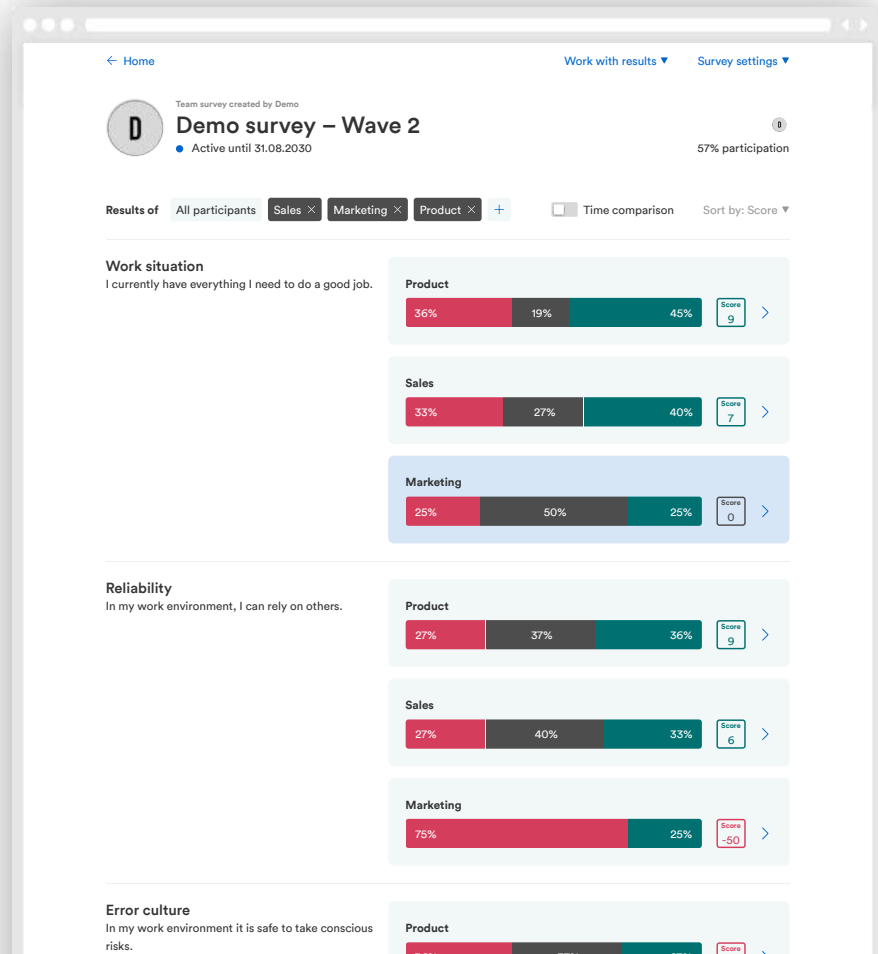 ← Home
Work with results ▼ Survey settings ▼
Team survey created by Demo
D
Demo survey – Wave 2
Active until 31.08.2030
57% participation
Results of All participants Sales × Marketing × Product × + Time comparison Sort by: Score ▼
Work situation
I currently have everything I need to do a good job.
Product
36% 19% 45% Score 9
Sales
33% 27% 40% Score 7
Marketing
25% 50% 25% Score 0
Reliability
In my work environment, I can rely on others.
Product
27% 37% 36% Score 9
Sales
27% 40% 33% Score 6
Marketing
75% 25% Score -50
Error culture
In my work environment it is safe to take conscious
risks.
Product
Score